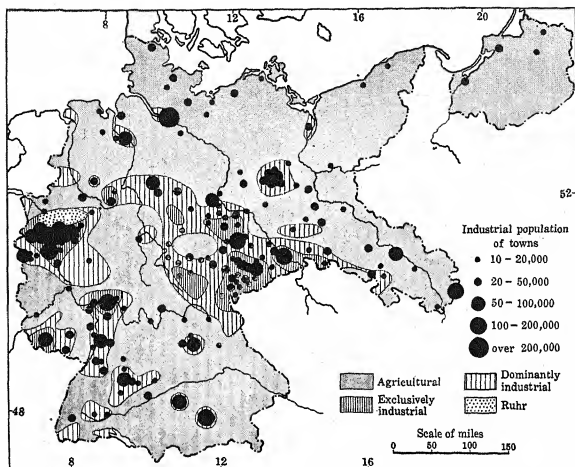 8 12 16 20
52
Industrial population
of towns
10 – 20,000
20 – 50,000
50 – 100,000
100 – 200,000
over 200,000
Agricultural
Dominantly
industrial
Exclusively
industrial
Ruhr
48
Scale of miles
0 50 100 150
8 12 16